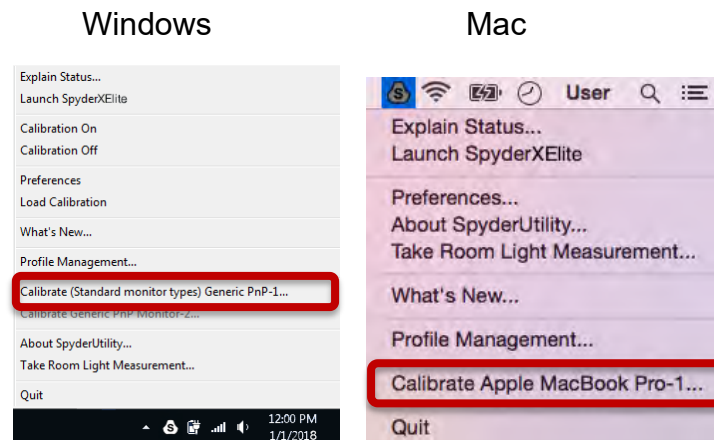 Windows
Mac
Explain Status...
Launch SpyderXElite
Calibration On
Calibration Off
Preferences
Load Calibration
What's New...
Profile Management...
Calibrate (Standard monitor types) Generic PnP-1...
Calibrate Generic PnP Monitor-2...
About SpyderUtility...
Take Room Light Measurement...
Quit
12:00 PM
1/1/2018
S User
Explain Status...
Launch SpyderXElite
Preferences...
About SpyderUtility...
Take Room Light Measurement...
What's New...
Profile Management...
Calibrate Apple MacBook Pro-1...
Quit